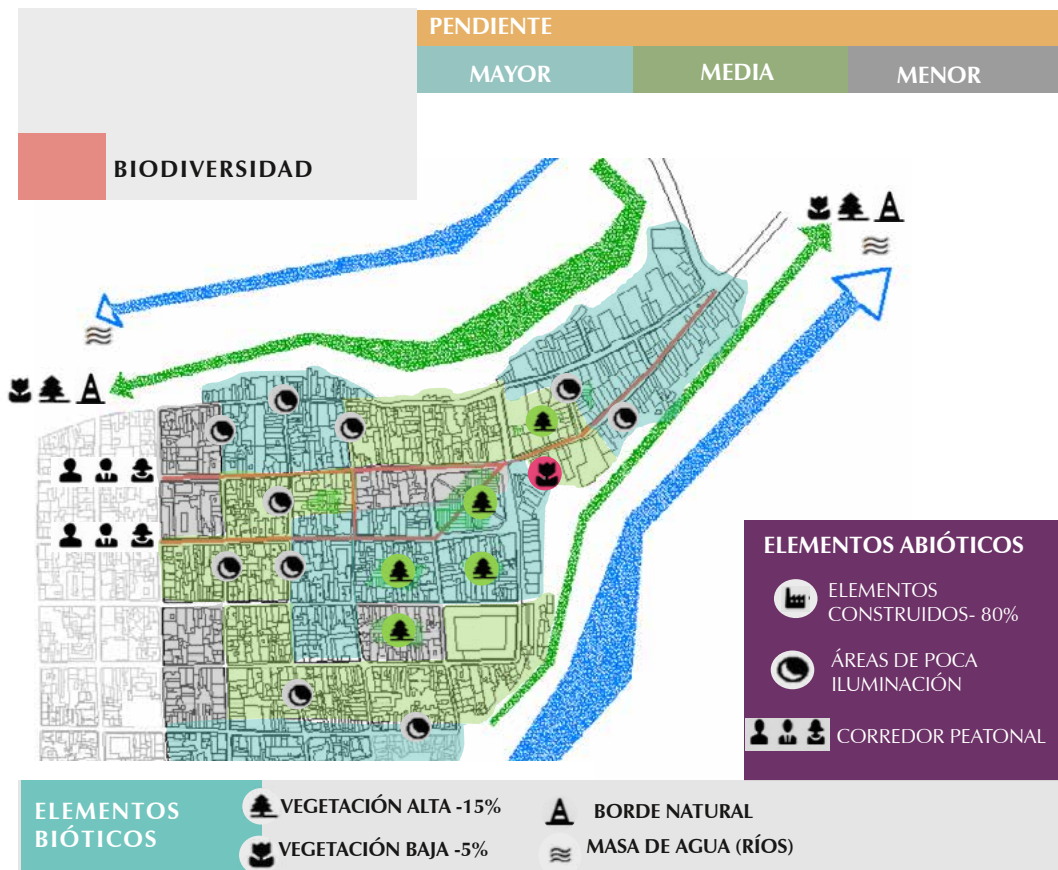 PENDIENTE
MAYOR MEDIA MENOR
BIODIVERSIDAD
ELEMENTOS ABIÓTICOS
ELEMENTOS
CONSTRUIDOS- 80%
ÁREAS DE POCA
ILUMINACIÓN
CORREDOR PEATONAL
ELEMENTOS
BIÓTICOS
VEGETACIÓN ALTA -15%
VEGETACIÓN BAJA -5%
BORDE NATURAL
MASA DE AGUA (RÍOS)